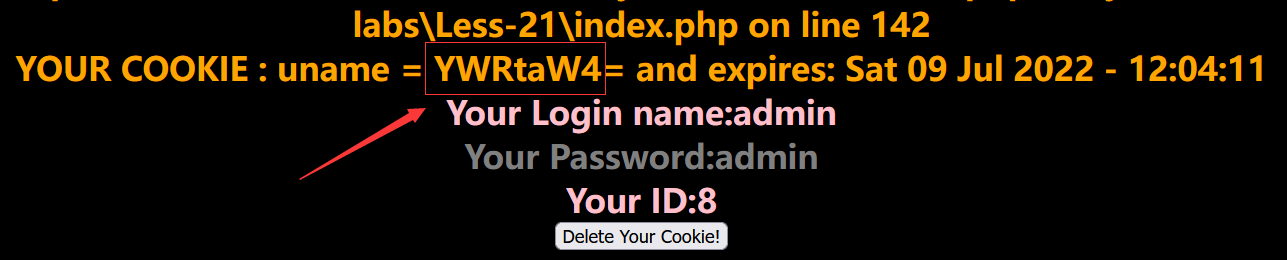 labs\Less-21\index.php on line 142
YOUR COOKIE : uname = YWRtaW4= and expires: Sat 09 Jul 2022 - 12:04:11
Your Login name:admin
Your Password:admin
Your ID:8
Delete Your Cookie!